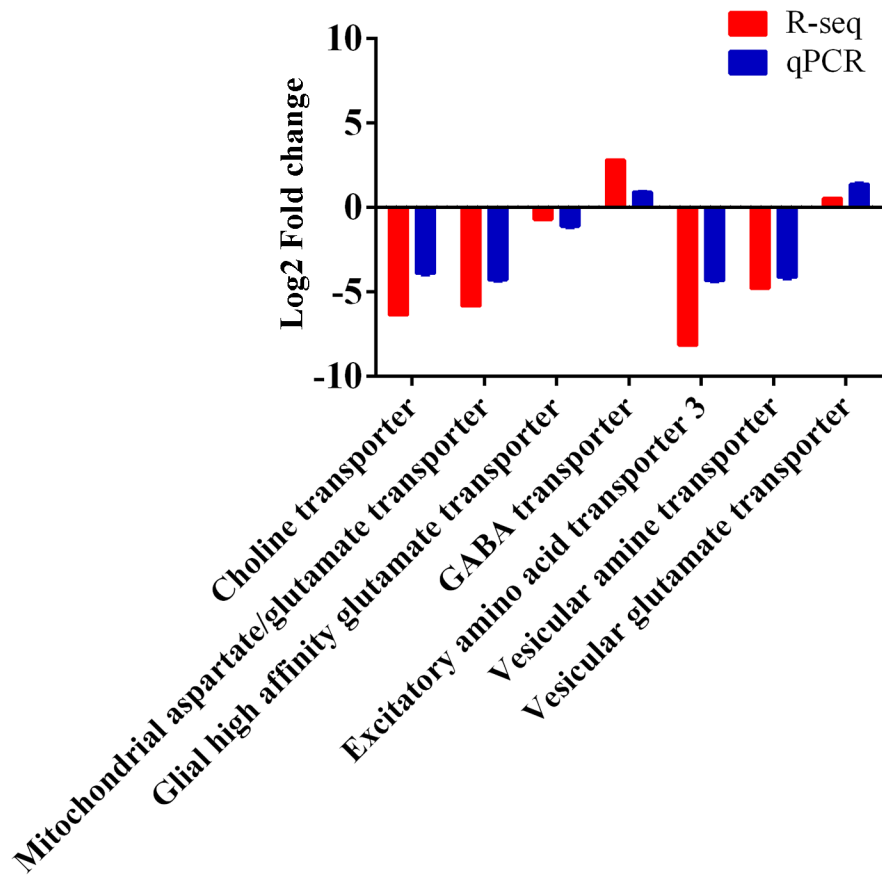 R-seq
qPCR
Log2 Fold change
10
5
0
-5
-10
Choline transporter
Mitochondrial aspartate/glutamate transporter
Glial high affinity glutamate transporter
GABA transporter
Excitatory amino acid transporter 3
Vesicular amine transporter
Vesicular glutamate transporter